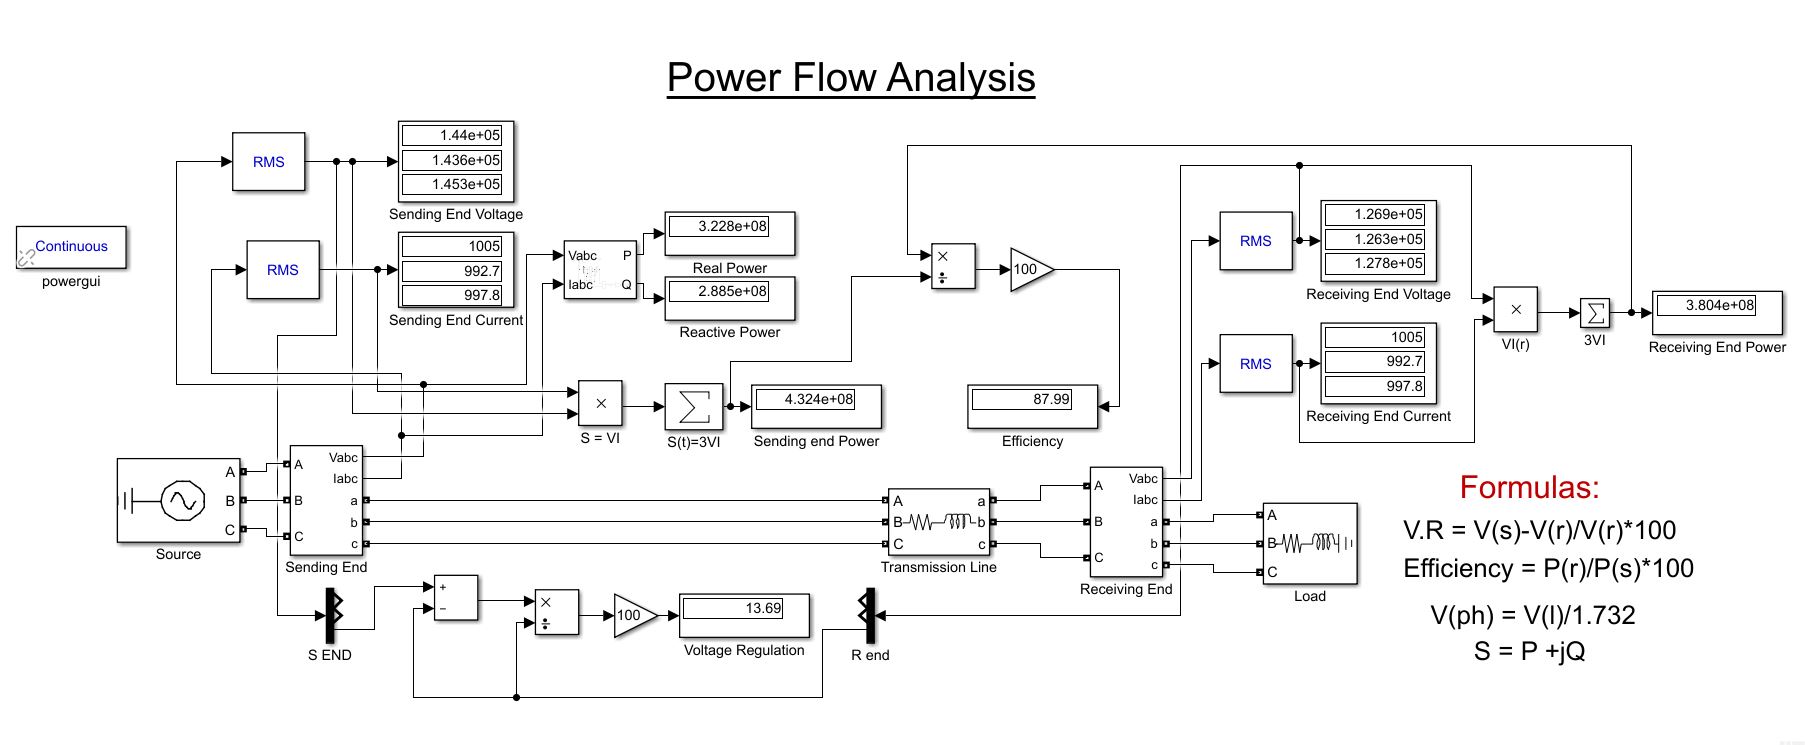 Power Flow Analysis
RMS
1.44e+05
1.436e+05
1.453e+05
Sending End Voltage
Continuous
powergui
RMS
1005
992.7
997.8
Sending End Current
Vabc
Iabc
P
Q
3.228e+08
Real Power
2.885e+08
Reactive Power
×
÷
100
RMS
1.269e+05
1.263e+05
1.278e+05
Receiving End Voltage
×
VI(r)
Σ
3VI
3.804e+08
Receiving End Power
RMS
1005
992.7
997.8
Receiving End Current
×
S = VI
Σ
S(t)=3VI
4.324e+08
Sending end Power
87.99
Efficiency
A
B
C
Source
A
B
C
Vabc
Iabc
a
b
c
Sending End
A
B
C
a
b
c
Transmission Line
A
B
C
Vabc
Iabc
a
b
c
Receiving End
A
B
C
Load
S END
+
−
×
÷
100
13.69
Voltage Regulation
R end
Formulas:
V.R = V(s)-V(r)/V(r)*100
Efficiency = P(r)/P(s)*100
V(ph) = V(l)/1.732
S = P +jQ